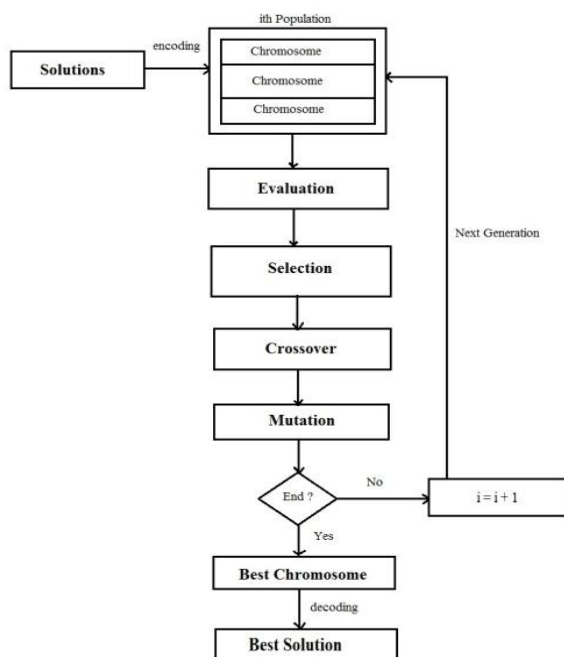 ith Population
encoding
Solutions
Chromosome
Chromosome
Chromosome
Evaluation
Selection
Next Generation
Crossover
Mutation
End ?
No
i = i + 1
Yes
Best Chromosome
decoding
Best Solution